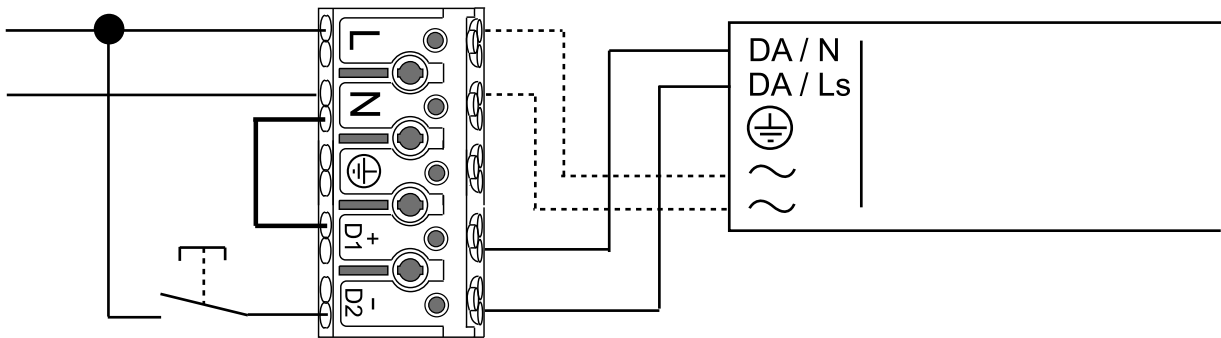 L
N
D1 +
D2 -
DA / N
DA / Ls